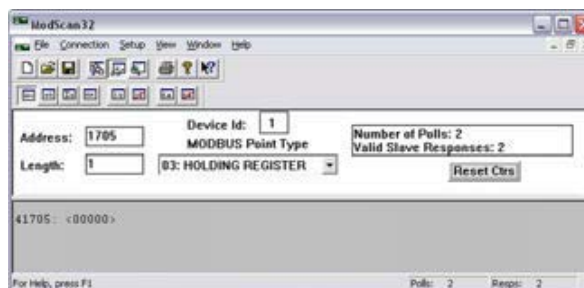 ModScan32
File Connection Setup View Window Help
Address: 1705
Device Id: 1
MODBUS Point Type
Length: 1
03: HOLDING REGISTER
Number of Polls: 2
Valid Slave Responses: 2
Reset Ctrs
41705: <00000>
For Help, press F1
Polls: 2
Resps: 2